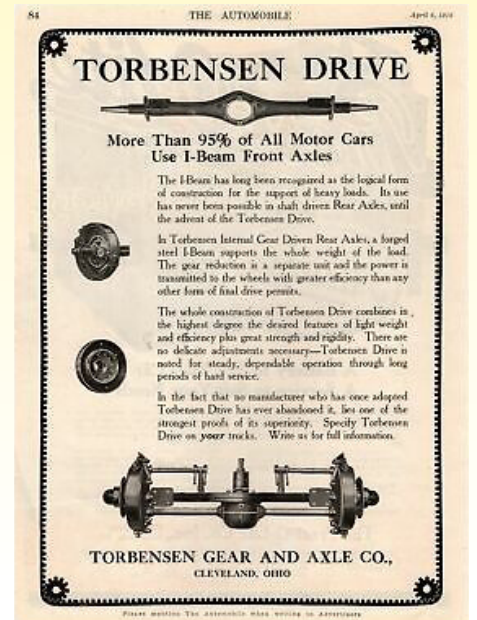 84
THE AUTOMOBILE
TORBENSEN DRIVE
More Than 95% of All Motor Cars
Use I-Beam Front Axles
The I-Beam has long been recognized as the logical form
of construction for the support of heavy loads. Its use
has never been possible in shaft driven Rear Axles, until
the advent of the Torbensen Drive.
In Torbensen Internal Gear Driven Rear Axles, a forged
steel I-Beam supports the whole weight of the load.
The gear reduction is a separate unit and the power is
transmitted to the wheels with greater efficiency than any
other form of final drive permits.
The whole construction of Torbensen Drive combines in
the highest degree the desired features of light weight
and efficiency plus great strength and rigidity. There are
no delicate adjustments necessary—Torbensen Drive is
noted for steady, dependable operation through long
periods of hard service.
In the fact that no manufacturer who has once adopted
Torbensen Drive has ever abandoned it, lies one of the
strongest proofs of its superiority. Specify Torbensen
Drive on your trucks. Write us for full information.
TORBENSEN GEAR AND AXLE CO.,
CLEVELAND, OHIO
Please mention The Automobile when writing to Advertisers